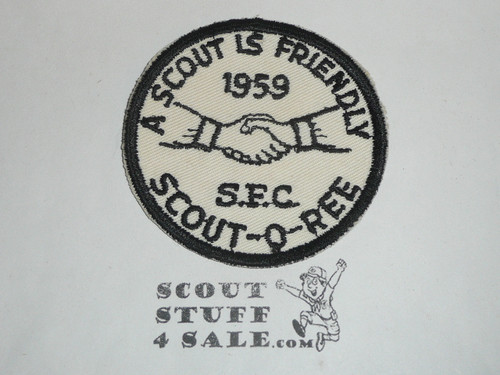 A SCOUT IS FRIENDLY
1959
S.F.C.
SCOUT-O-REE
SCOUT
STUFF
4 SALE.COM